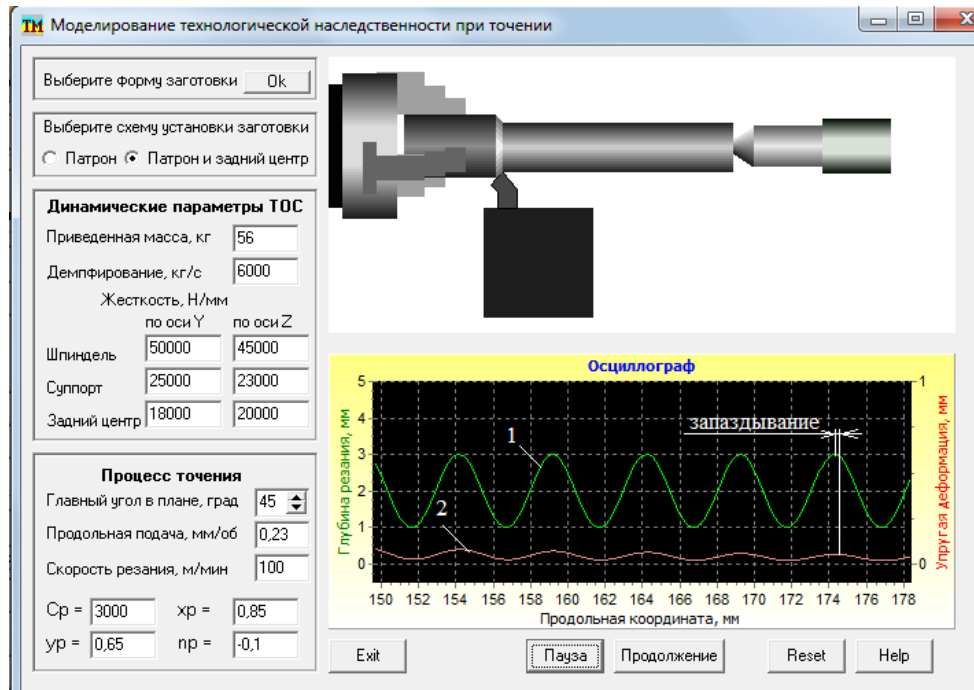 ТМ Моделирование технологической наследственности при точении
Выберите форму заготовки Ok
Выберите схему установки заготовки
Патрон Патрон и задний центр
Динамические параметры ТОС
Приведенная масса, кг 56
Демпфирование, кг/с 6000
Жесткость, Н/мм
по оси Y по оси Z
Шпиндель 50000 45000
Суппорт 25000 23000
Задний центр 18000 20000
Процесс точения
Главный угол в плане, град 45
Продольная подача, мм/об 0,23
Скорость резания, м/мин 100
Cp = 3000 xp = 0,85
yp = 0,65 np = -0,1
Осциллограф
Глубина резания, мм
5
4
3
2
1
0
1
2
запаздывание
1
0
Упругая деформация, мм
150 152 154 156 158 160 162 164 166 168 170 172 174 176 178
Продольная координата, мм
Exit Пауза Продолжение Reset Help